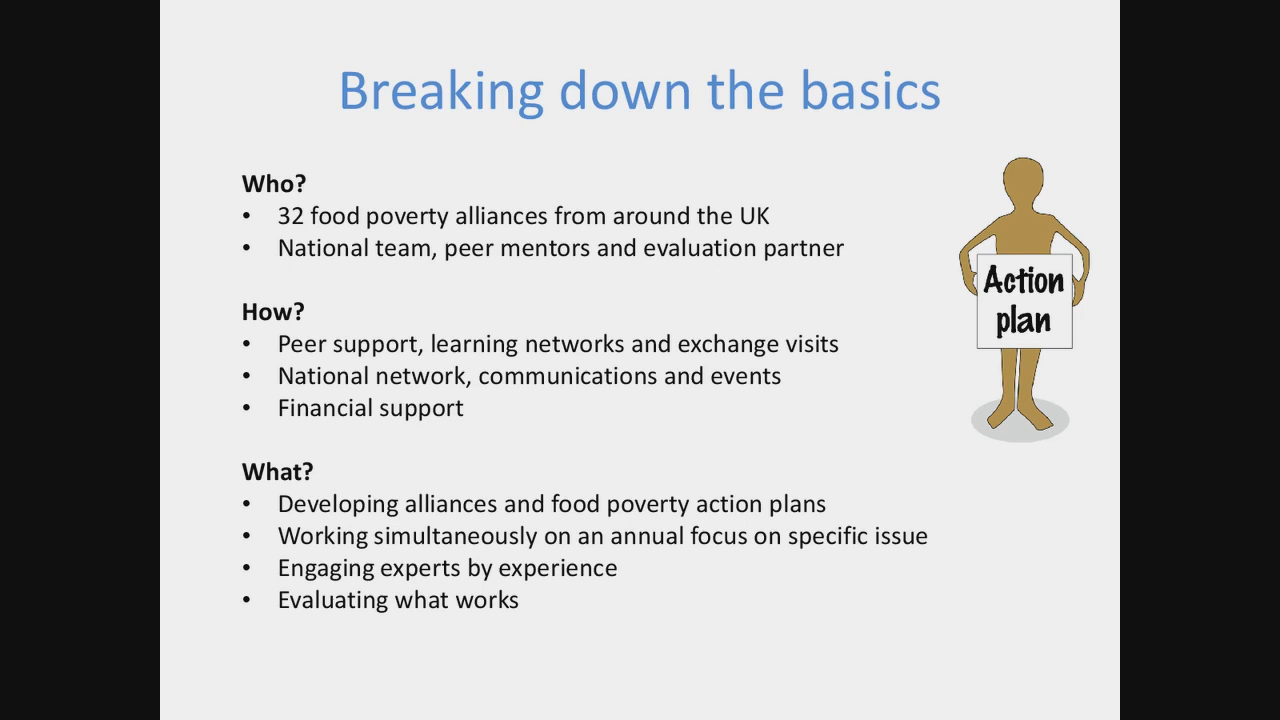 Breaking down the basics
Who?
• 32 food poverty alliances from around the UK
• National team, peer mentors and evaluation partner
How?
• Peer support, learning networks and exchange visits
• National network, communications and events
• Financial support
What?
• Developing alliances and food poverty action plans
• Working simultaneously on an annual focus on specific issue
• Engaging experts by experience
• Evaluating what works
Action
plan